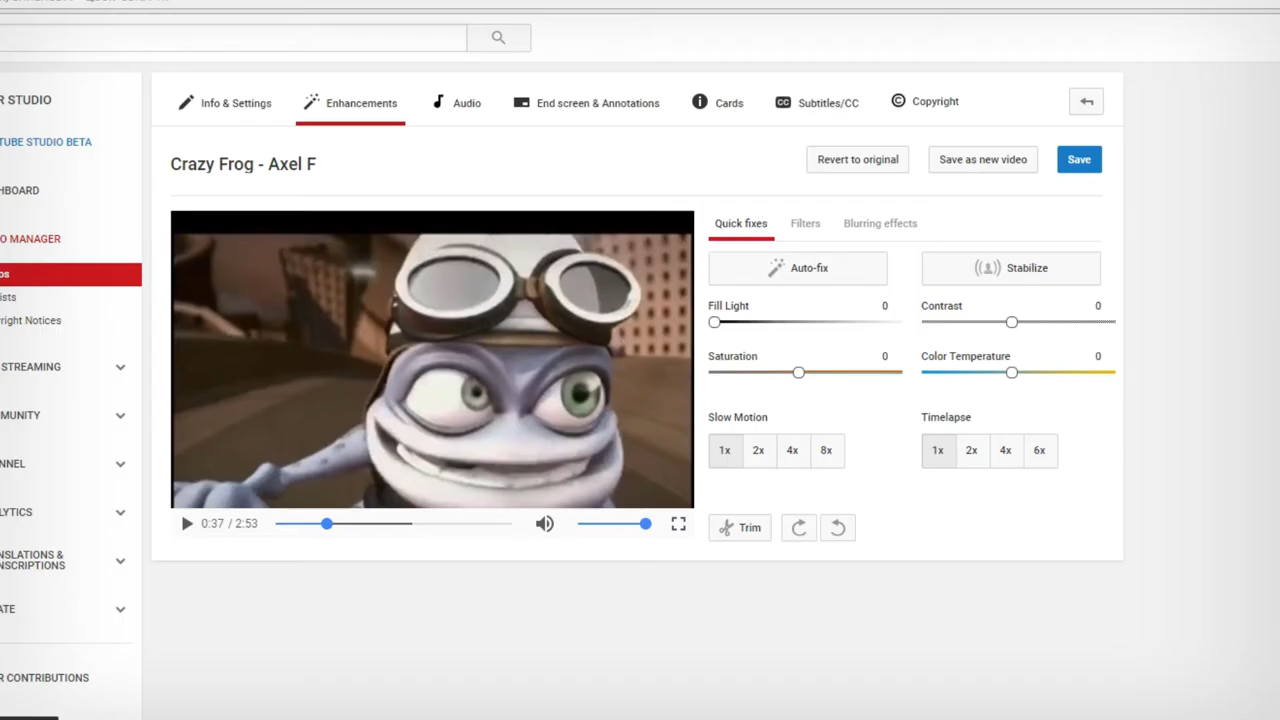 R STUDIO
Info & Settings
Enhancements
Audio
End screen & Annotations
i
Cards
CC
Subtitles/CC
©
Copyright
TUBE STUDIO BETA
Crazy Frog - Axel F
Revert to original
Save as new video
Save
HBOARD
O MANAGER
os
ists
right Notices
Quick fixes
Filters
Blurring effects
Auto-fix
Stabilize
Fill Light 0
Contrast 0
Saturation 0
Color Temperature 0
STREAMING
MUNITY
NNEL
LYTICS
NSLATIONS &
NSCRIPTIONS
ATE
R CONTRIBUTIONS
Slow Motion
1x 2x 4x 8x
Timelapse
1x 2x 4x 6x
0:37 / 2:53
Trim